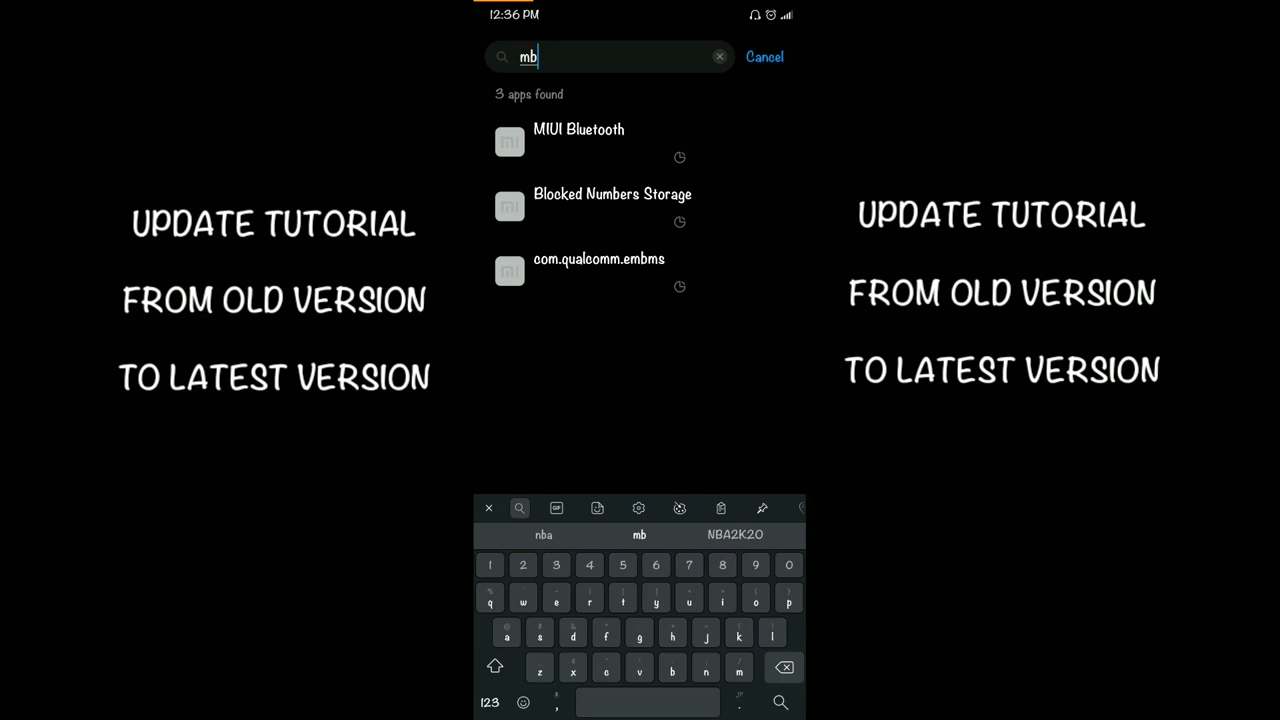 12:36 PM
mb
Cancel
3 apps found
MIUI Bluetooth
Blocked Numbers Storage
com.qualcomm.embms
UPDATE TUTORIAL
FROM OLD VERSION
TO LATEST VERSION
UPDATE TUTORIAL
FROM OLD VERSION
TO LATEST VERSION
GIF
nba mb NBA2K20
1 2 3 4 5 6 7 8 9 0
q w e r t y u i o p
a s d f g h j k l
z x c v b n m
123 , .